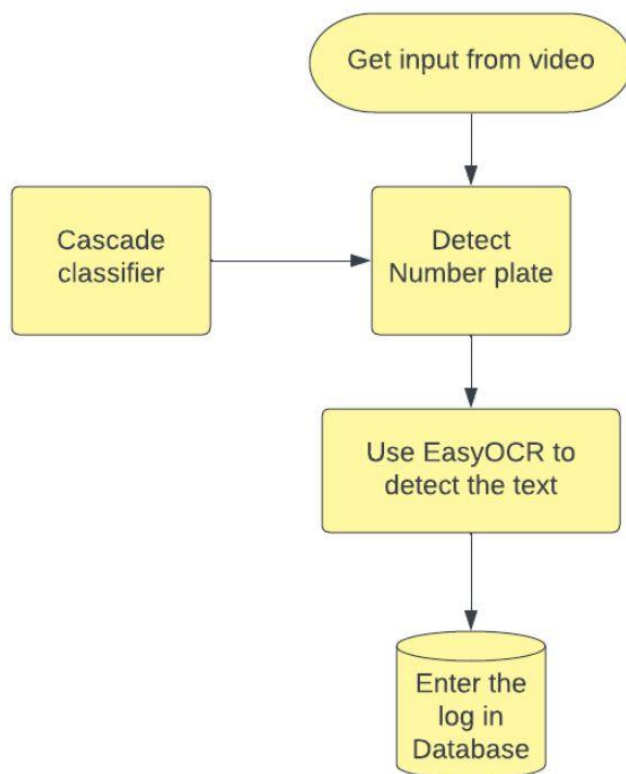 Get input from video
Cascade
classifier
Detect
Number plate
Use EasyOCR to
detect the text
Enter the
log in
Database